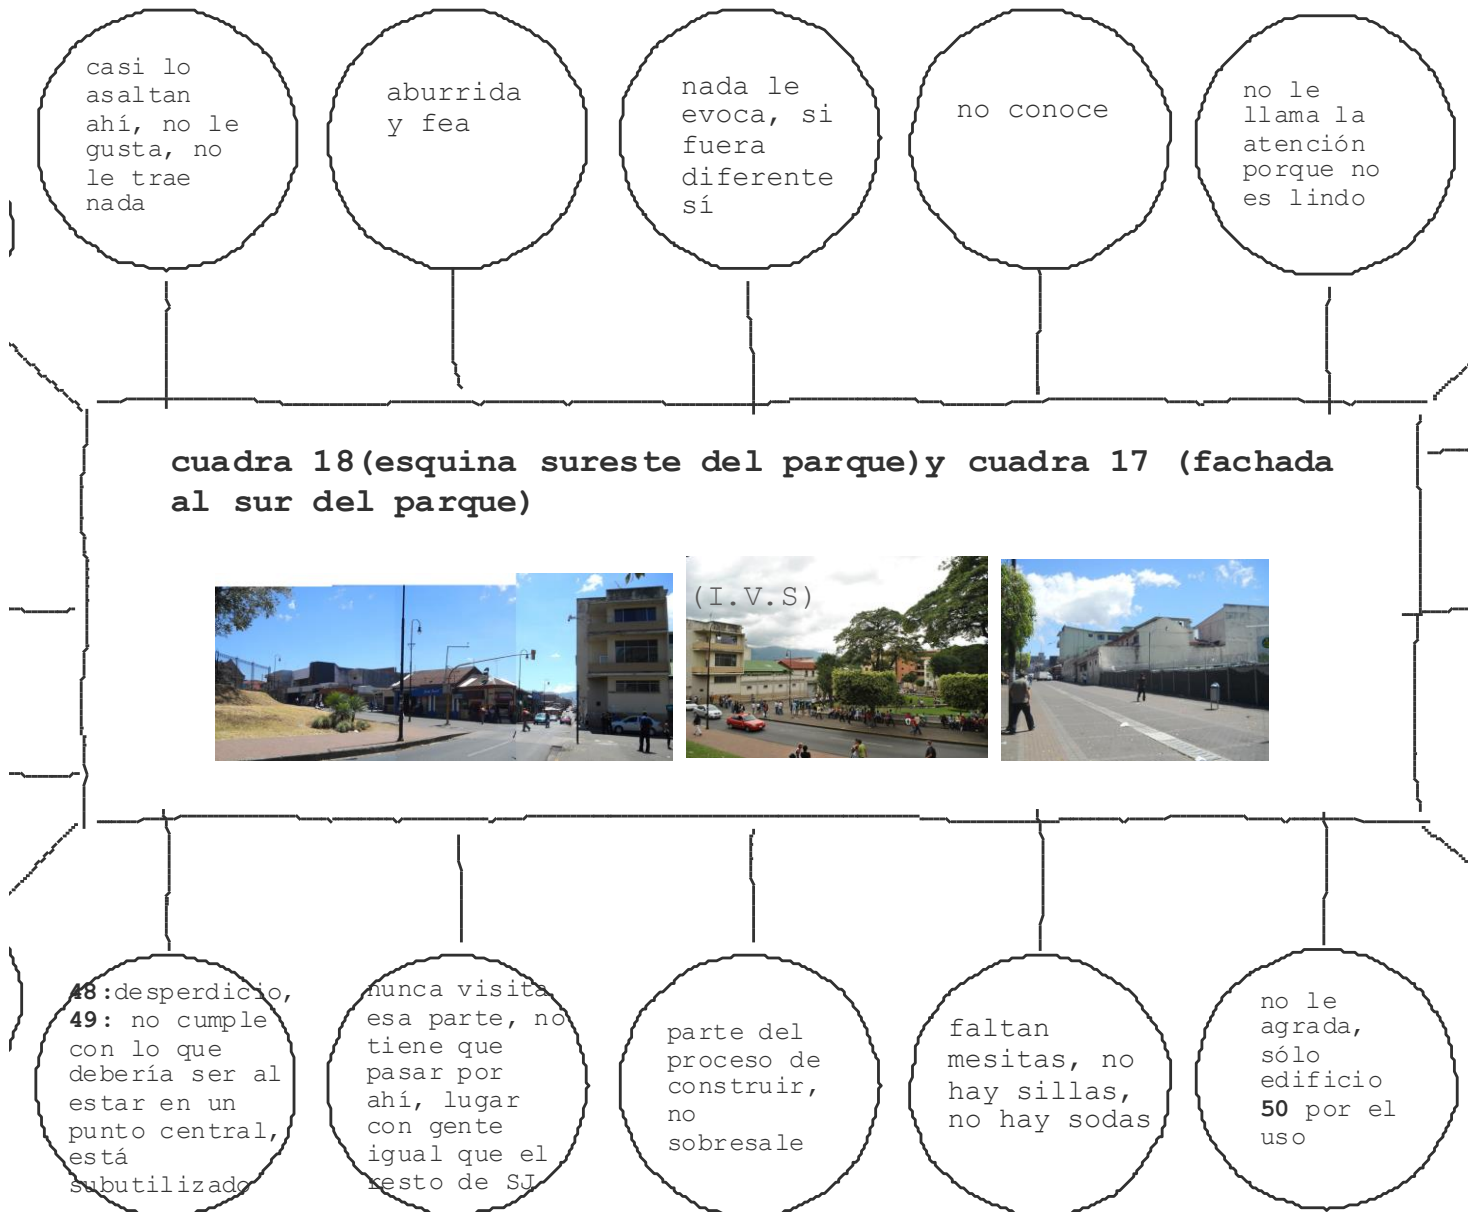 casi lo
asaltan
ahí, no le
gusta, no
le trae
nada
aburrida
y fea
nada le
evoca, si
fuera
diferente
sí
no conoce
no le
llama la
atención
porque no
es lindo
cuadra 18(esquina sureste del parque)y cuadra 17 (fachada
al sur del parque)
(I.V.S)
48:desperdicio,
49: no cumple
con lo que
debería ser al
estar en un
punto central,
está
subutilizado
nunca visita
esa parte, no
tiene que
pasar por
ahí, lugar
con gente
igual que el
resto de SJ
parte del
proceso de
construir,
no
sobresale
faltan
mesitas, no
hay sillas,
no hay sodas
no le
agrada,
sólo
edificio
50 por el
uso